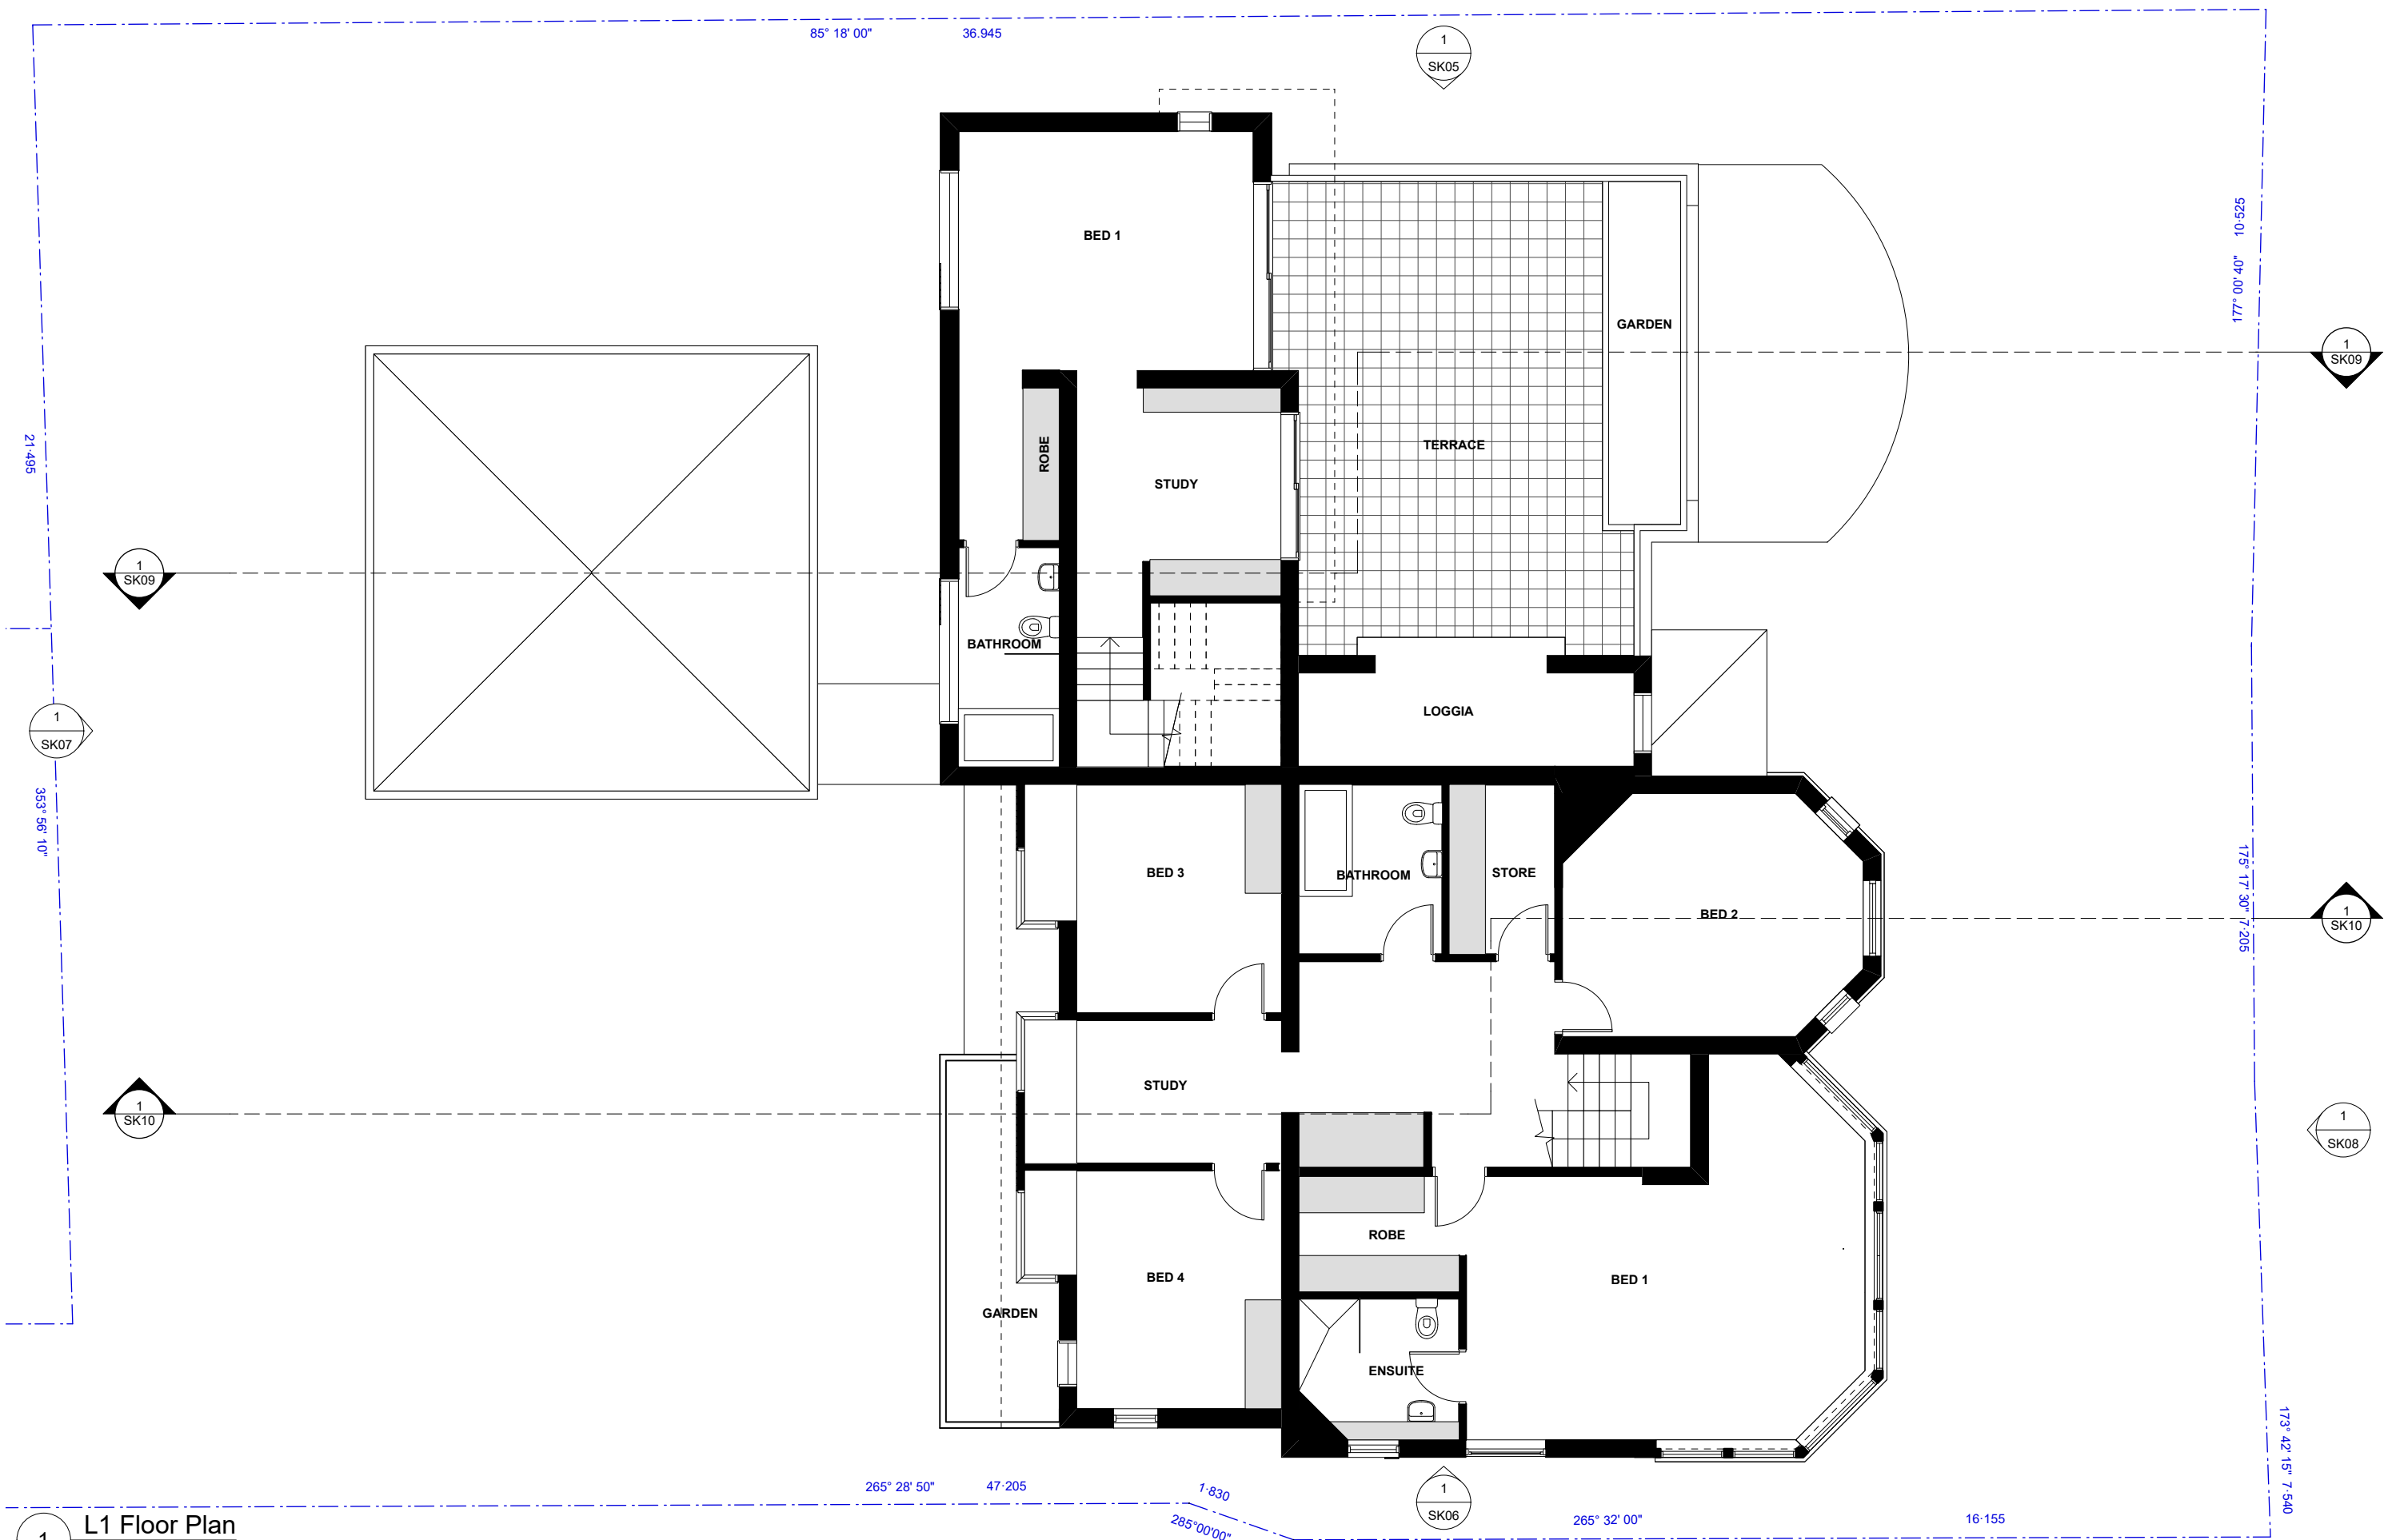 85° 18' 00" 36.945
1
SK05
177° 00' 40" 10·525
BED 1
GARDEN
1
SK09
21·495
ROBE
TERRACE
STUDY
1
SK09
BATHROOM
LOGGIA
1
SK07
353° 56' 10"
BED 3
BATHROOM
STORE
BED 2
175° 17' 30" 7·205
1
SK10
STUDY
1
SK10
1
SK08
ROBE
BED 4
BED 1
GARDEN
ENSUITE
173° 42' 15" 7·540
265° 28' 50" 47·205
1·830
285°00'00"
1
SK06
265° 32' 00" 16·155
1
L1 Floor Plan